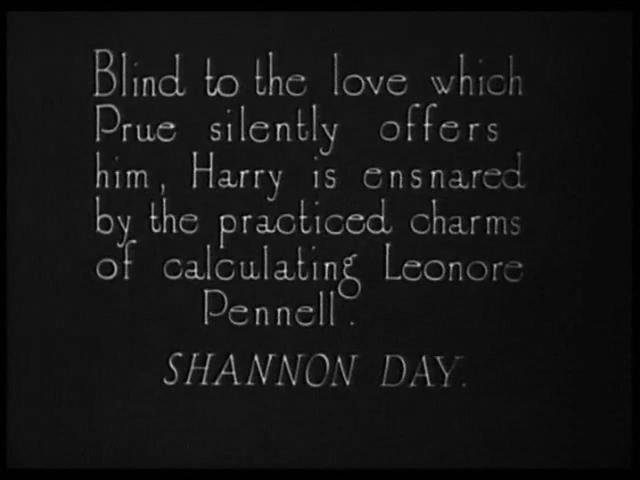 Blind to the love which
Prue silently offers
him, Harry is ensnared
by the practiced charms
of calculating Leonore
Pennell.
SHANNON DAY.